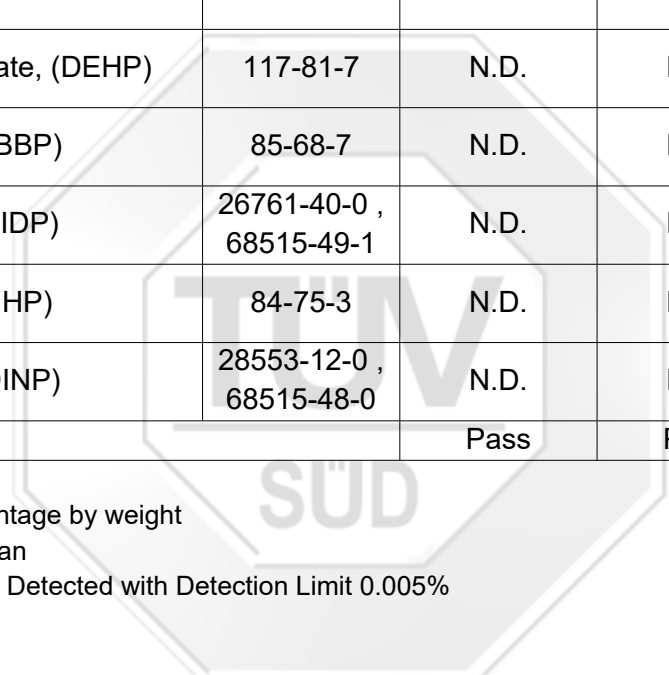 ate, (DEHP) 117-81-7 N.D.
BBP) 85-68-7 N.D.
IDP) 26761-40-0 , N.D.
68515-49-1
HP) 84-75-3 N.D.
INP) 28553-12-0 , N.D.
68515-48-0
Pass
TÜV
SÜD
ntage by weight
an
Detected with Detection Limit 0.005%